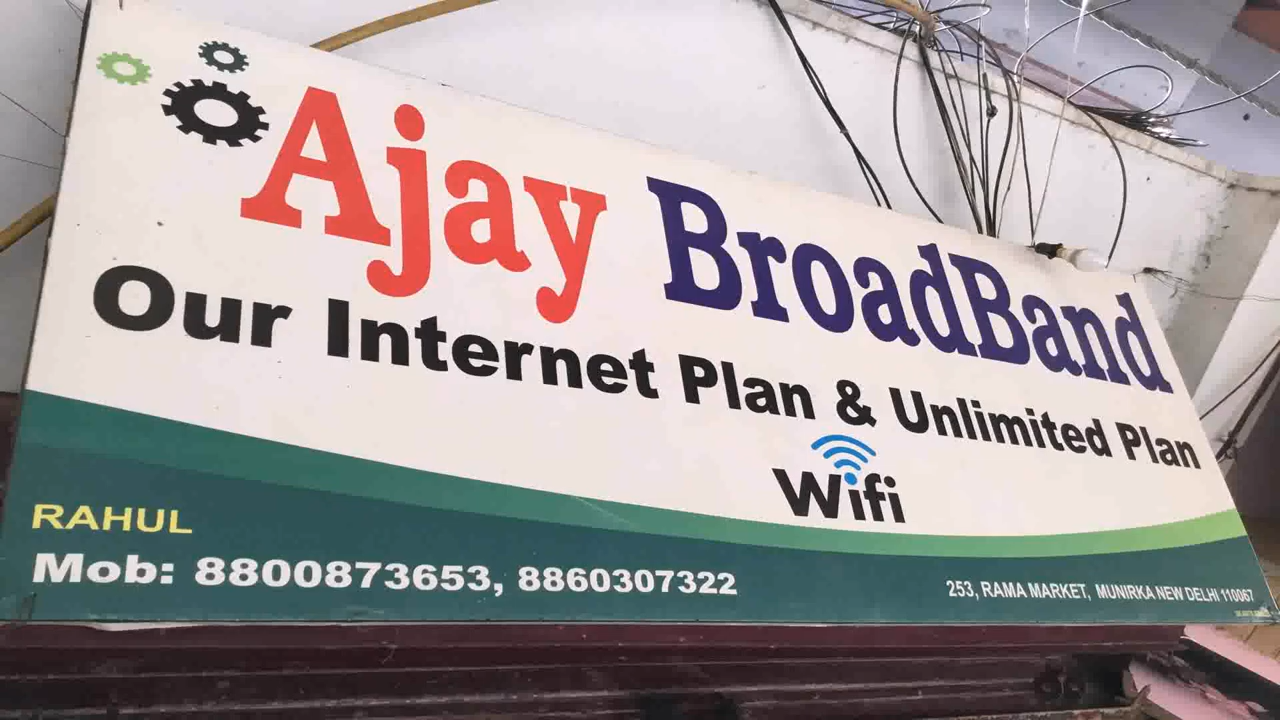 Ajay BroadBand
Our Internet Plan & Unlimited Plan
Wifi
RAHUL
Mob: 8800873653, 8860307322
253, RAMA MARKET, MUNIRKA NEW DELHI 110067